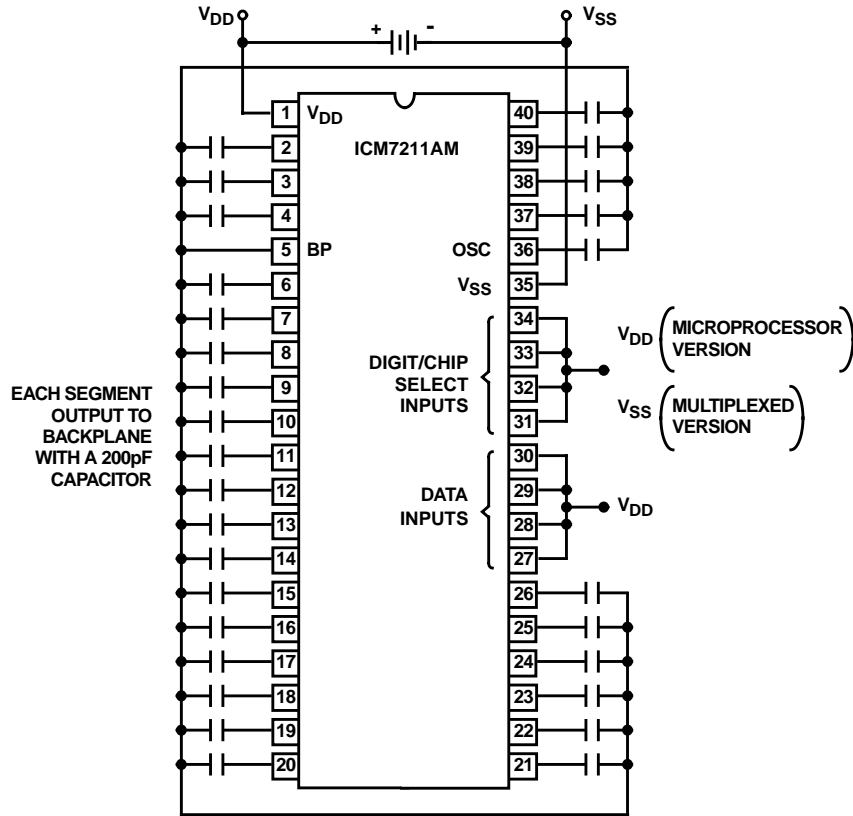 VDD
+ -
VSS
1 VDD 40
ICM7211AM
2 39
3 38
4 37
5 BP OSC 36
6 VSS 35
7 34
8 33
9 32
10 31
11 30
12 29
13 28
14 27
15 26
16 25
17 24
18 23
19 22
20 21
EACH SEGMENT
OUTPUT TO
BACKPLANE
WITH A 200pF
CAPACITOR
DIGIT/CHIP
SELECT
INPUTS
DATA
INPUTS
VDD (MICROPROCESSOR
VERSION)
VSS (MULTIPLEXED
VERSION)
VDD